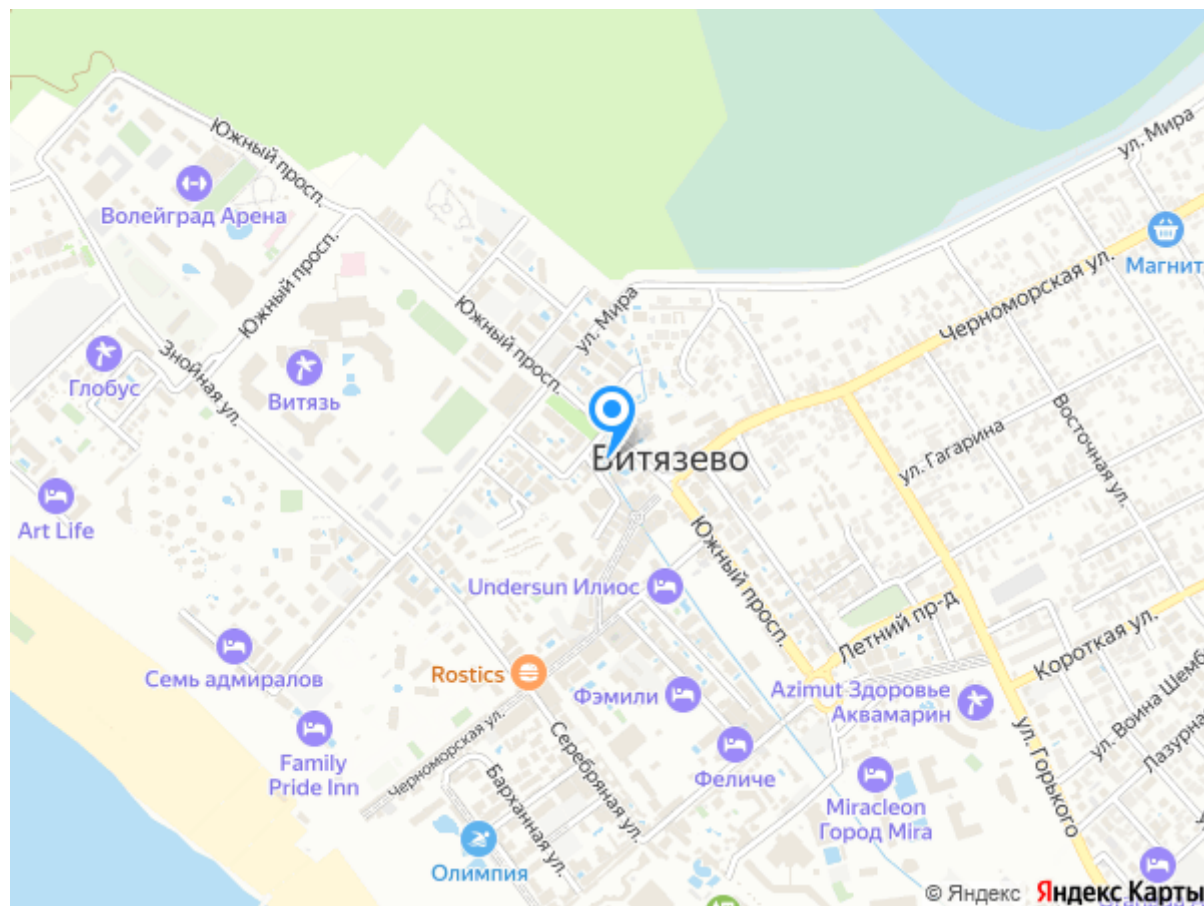 ул. Мира
Южный просп.
Волейград Арена
Магнит
Южный просп.
Черноморская ул.
ул. Мира
Южный просп.
Знойная ул.
Глобус
Витязь
Восточная ул.
ул. Гагарина
Витязево
Art Life
Южный просп.
Undersun Илиос
Летний пр-д
Короткая ул.
Семь адмиралов
Rostics
Фэмили
Azimut Здоровье
Аквамарин
ул. Воина Шемб
Лазурн
ул. Горького
Черноморская ул.
Family
Pride Inn
Серебряная ул.
Феличе
Барханная ул.
Miracleon
Город Mira
Олимпия
© Яндекс Яндекс Карты